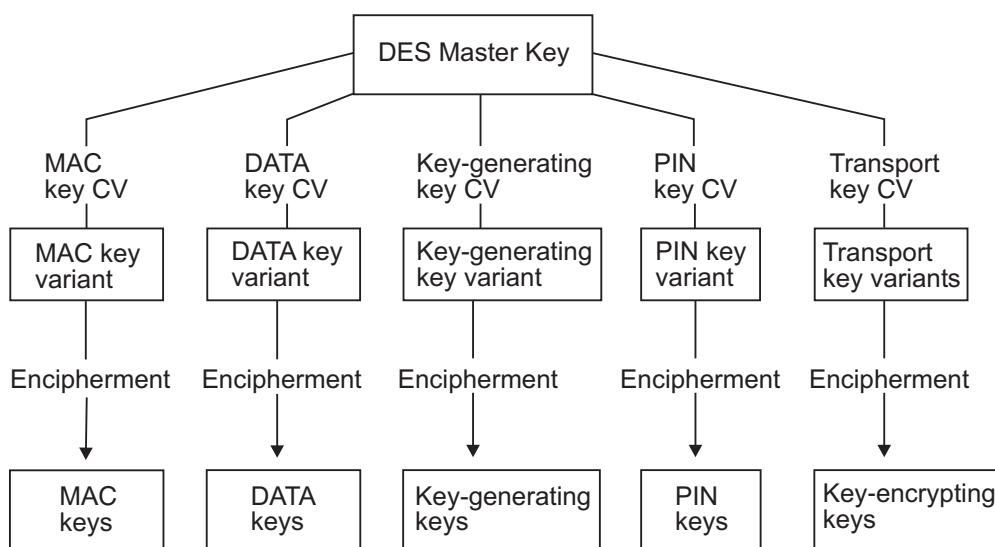 DES Master Key
MAC
key CV
DATA
key CV
Key-generating
key CV
PIN
key CV
Transport
key CV
MAC key
variant
DATA key
variant
Key-generating
key variant
PIN key
variant
Transport
key variants
Encipherment
Encipherment
Encipherment
Encipherment
Encipherment
MAC
keys
DATA
keys
Key-generating
keys
PIN
keys
Key-encrypting
keys